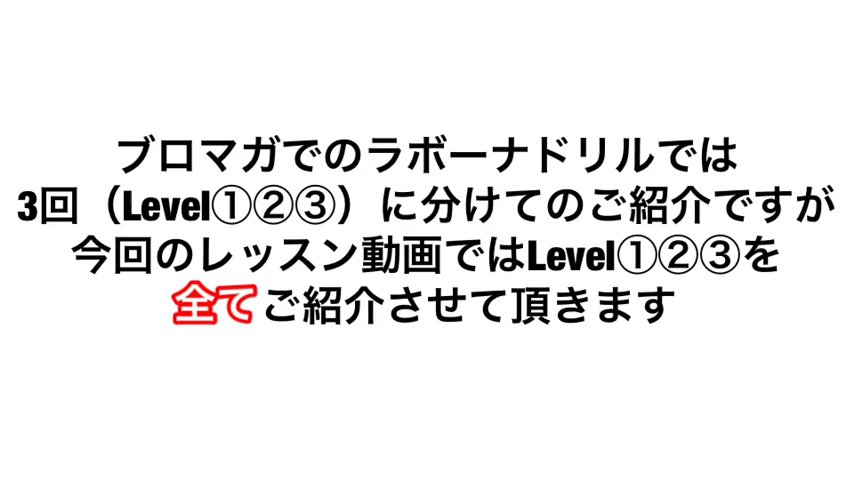 ブロマガでのラボーナドリルでは
3回（Level①②③）に分けてのご紹介ですが
今回のレッスン動画ではLevel①②③を
全てご紹介させて頂きます